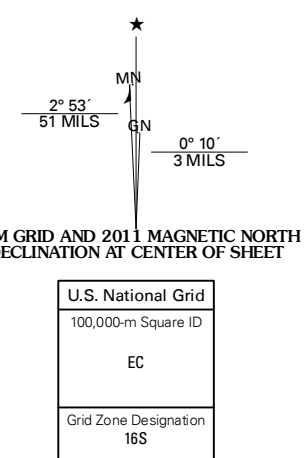 ★
MN
2° 53´
51 MILS
GN
0° 10´
3 MILS
M GRID AND 2011 MAGNETIC NORTH
DECLINATION AT CENTER OF SHEET
U.S. National Grid
100,000-m Square ID
EC
Grid Zone Designation
16S